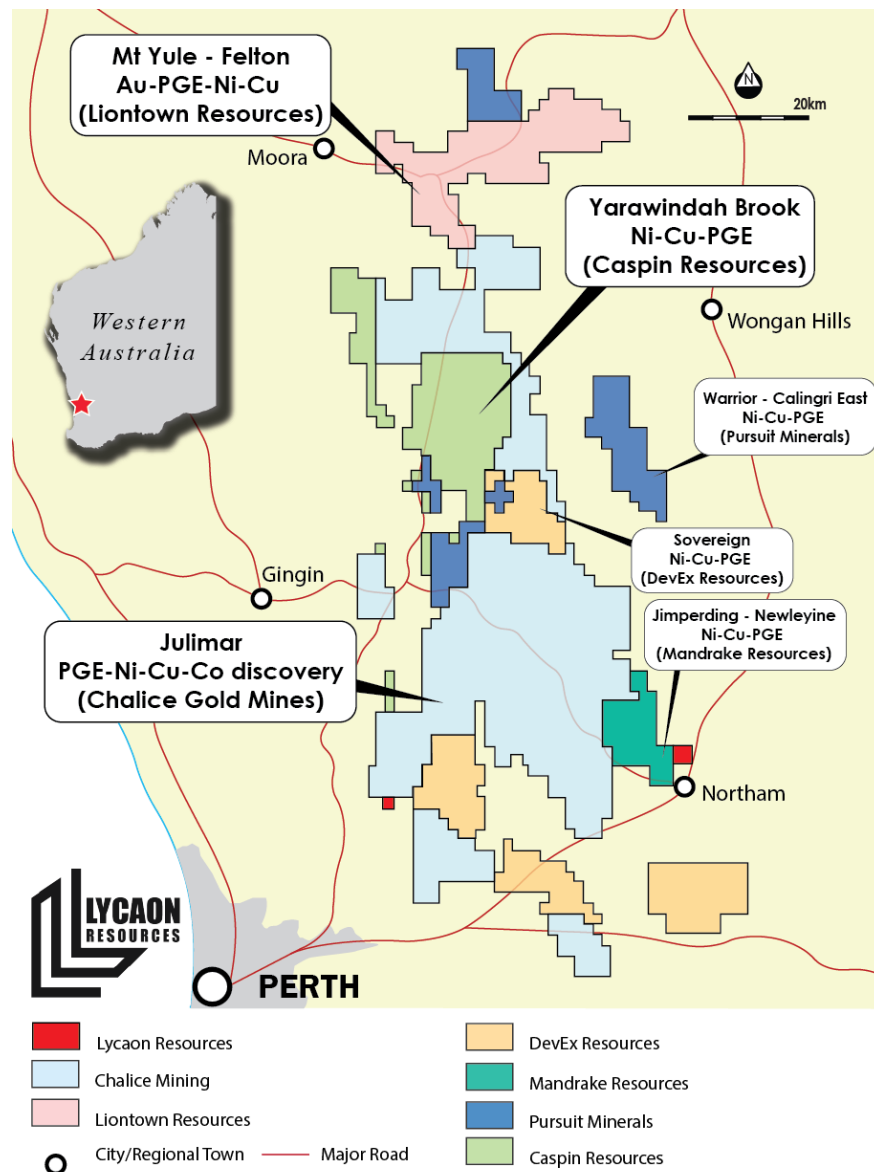 Mt Yule - Felton
Au-PGE-Ni-Cu
(Liontown Resources)
20km
Moora
Yarawindah Brook
Ni-Cu-PGE
(Caspin Resources)
Western
Australia
Wongan Hills
Warrior - Calingri East
Ni-Cu-PGE
(Pursuit Minerals)
Sovereign
Ni-Cu-PGE
(DevEx Resources)
Gingin
Jimperding - Newleyine
Ni-Cu-PGE
(Mandrake Resources)
Julimar
PGE-Ni-Cu-Co discovery
(Chalice Gold Mines)
Northam
LYCAON
RESOURCES
PERTH
Lycaon Resources
Chalice Mining
Liontown Resources
City/Regional Town
Major Road
DevEx Resources
Mandrake Resources
Pursuit Minerals
Caspin Resources